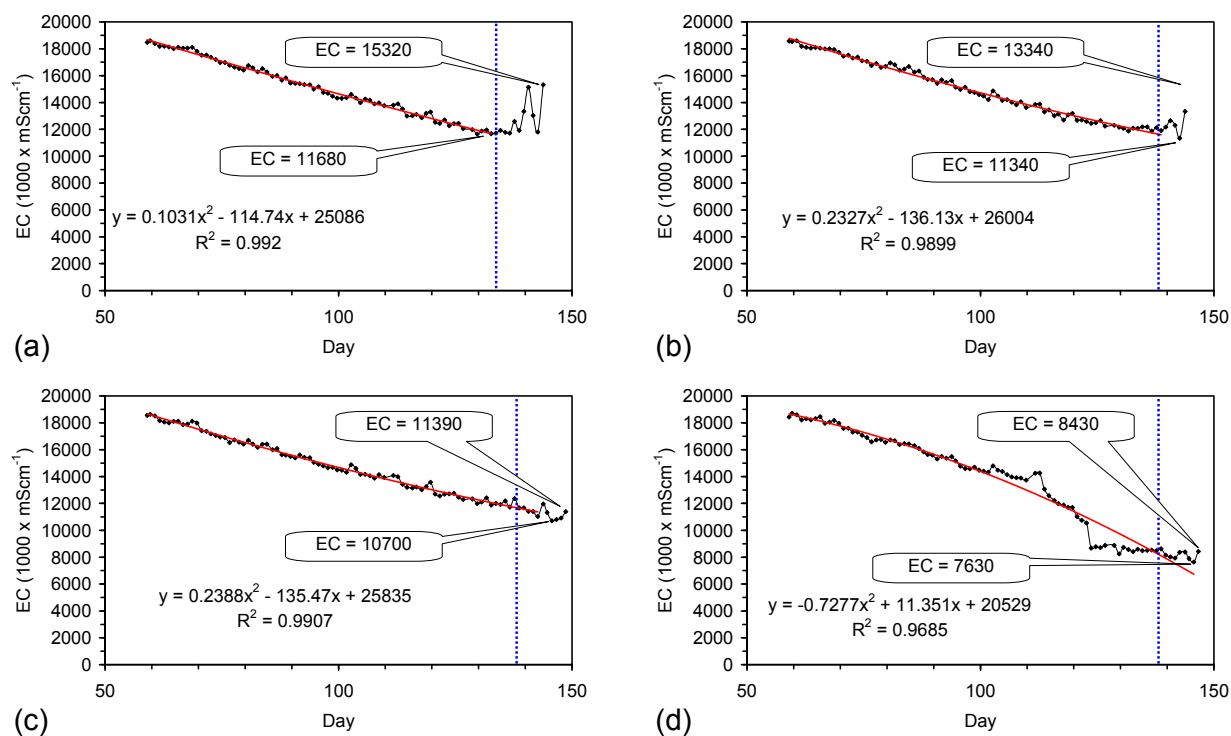 20000
18000
16000
14000
12000
10000
8000
6000
4000
2000
0
EC (1000 x mScm⁻¹)
EC = 15320
EC = 11680
y = 0.1031x² - 114.74x + 25086
R² = 0.992
50 100 150
Day
(a)
20000
18000
16000
14000
12000
10000
8000
6000
4000
2000
0
EC (1000 x mScm⁻¹)
EC = 13340
EC = 11340
y = 0.2327x² - 136.13x + 26004
R² = 0.9899
50 100 150
Day
(b)
20000
18000
16000
14000
12000
10000
8000
6000
4000
2000
0
EC (1000 x mScm⁻¹)
EC = 11390
EC = 10700
y = 0.2388x² - 135.47x + 25835
R² = 0.9907
50 100 150
Day
(c)
20000
18000
16000
14000
12000
10000
8000
6000
4000
2000
0
EC (1000 x mScm⁻¹)
EC = 8430
EC = 7630
y = -0.7277x² + 11.351x + 20529
R² = 0.9685
50 100 150
Day
(d)